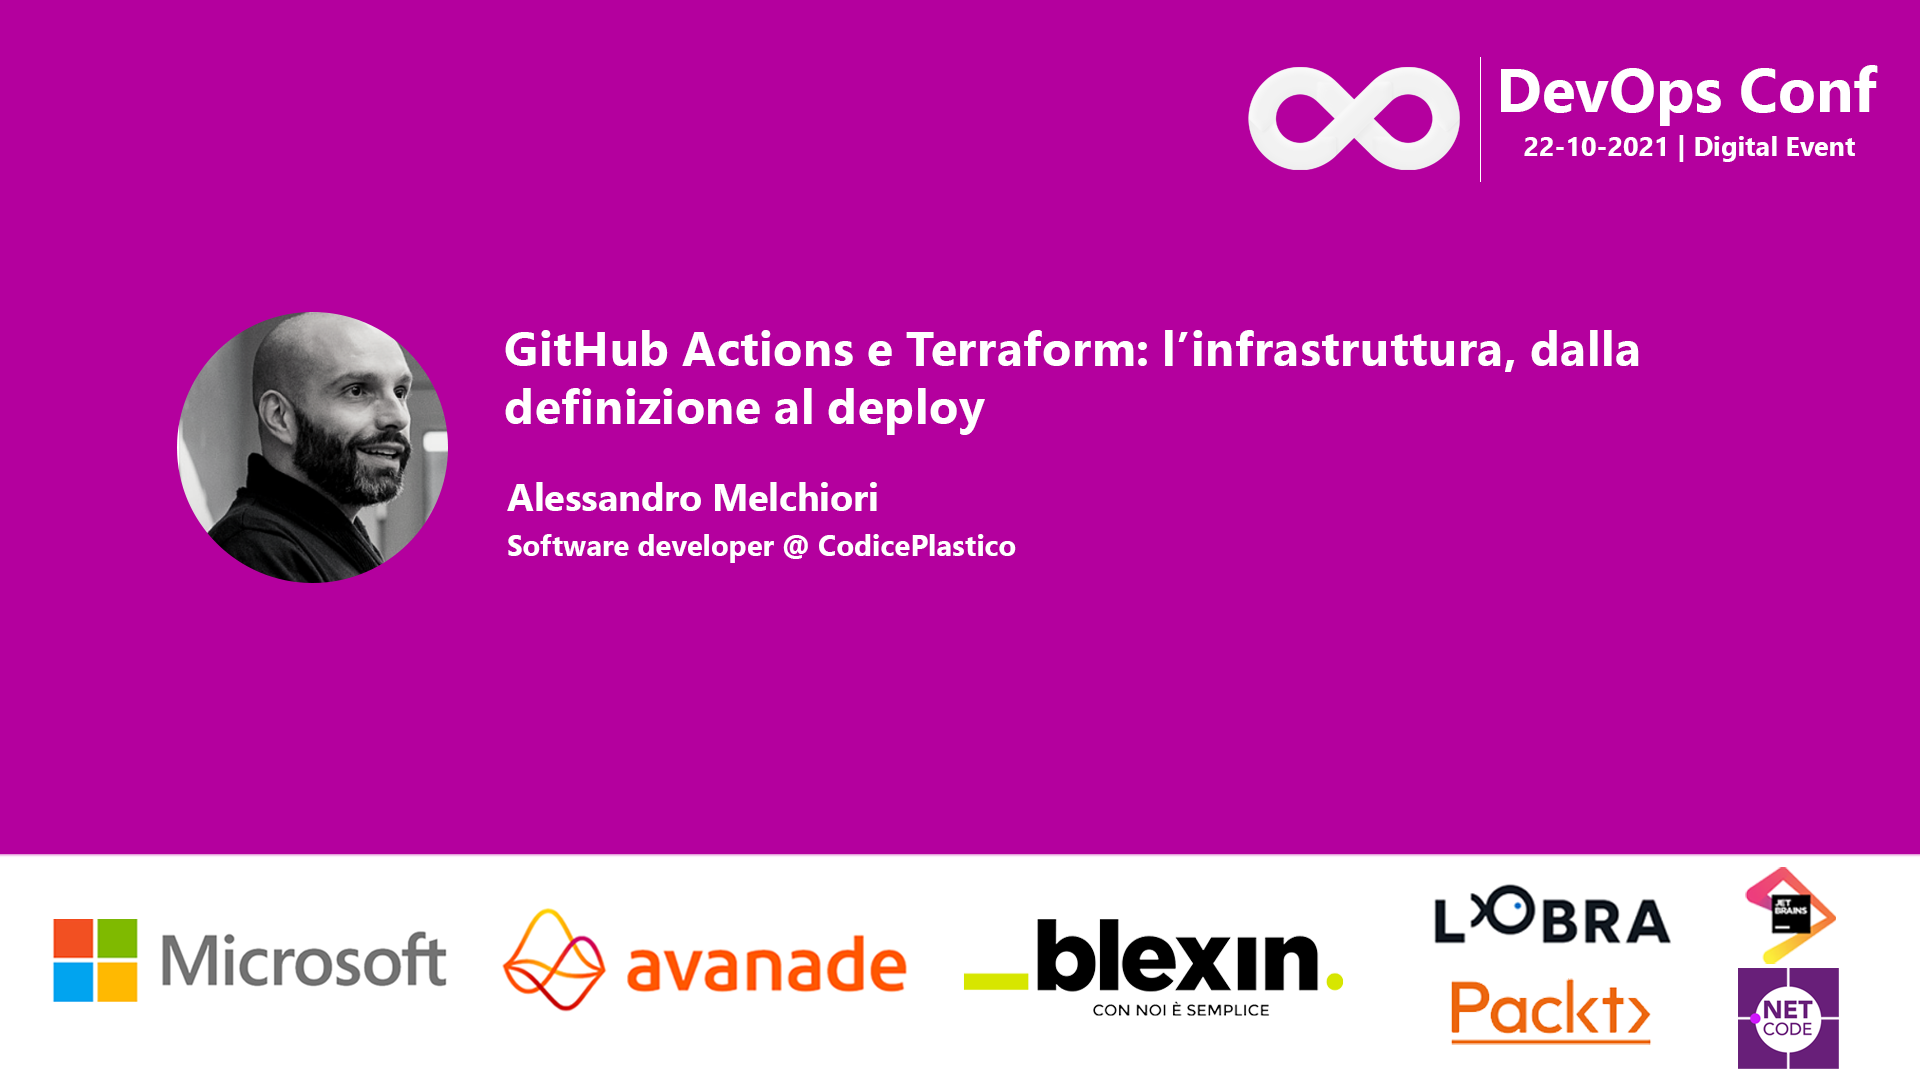 DevOps Conf
22-10-2021 | Digital Event
GitHub Actions e Terraform: l’infrastruttura, dalla
definizione al deploy
Alessandro Melchiori
Software developer @ CodicePlastico
Microsoft
avanade
blexin.
CON NOI È SEMPLICE
LOBRA
Packt>
JET
BRAINS
NET
CODE